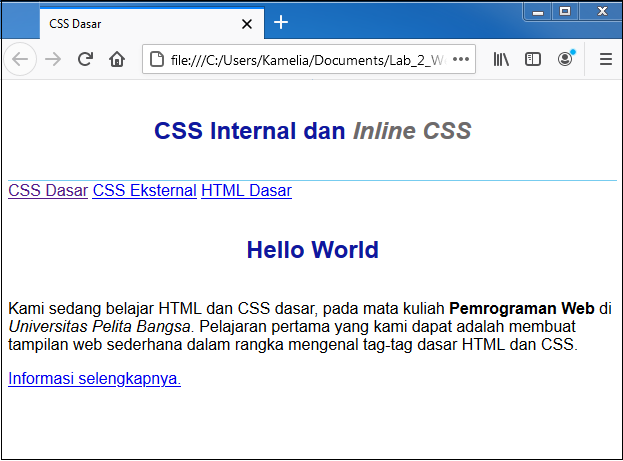 CSS Dasar
file:///C:/Users/Kamelia/Documents/Lab_2_W
CSS Internal dan Inline CSS
CSS Dasar CSS Eksternal HTML Dasar
Hello World
Kami sedang belajar HTML dan CSS dasar, pada mata kuliah Pemrograman Web di
Universitas Pelita Bangsa. Pelajaran pertama yang kami dapat adalah membuat
tampilan web sederhana dalam rangka mengenal tag-tag dasar HTML dan CSS.
Informasi selengkapnya.